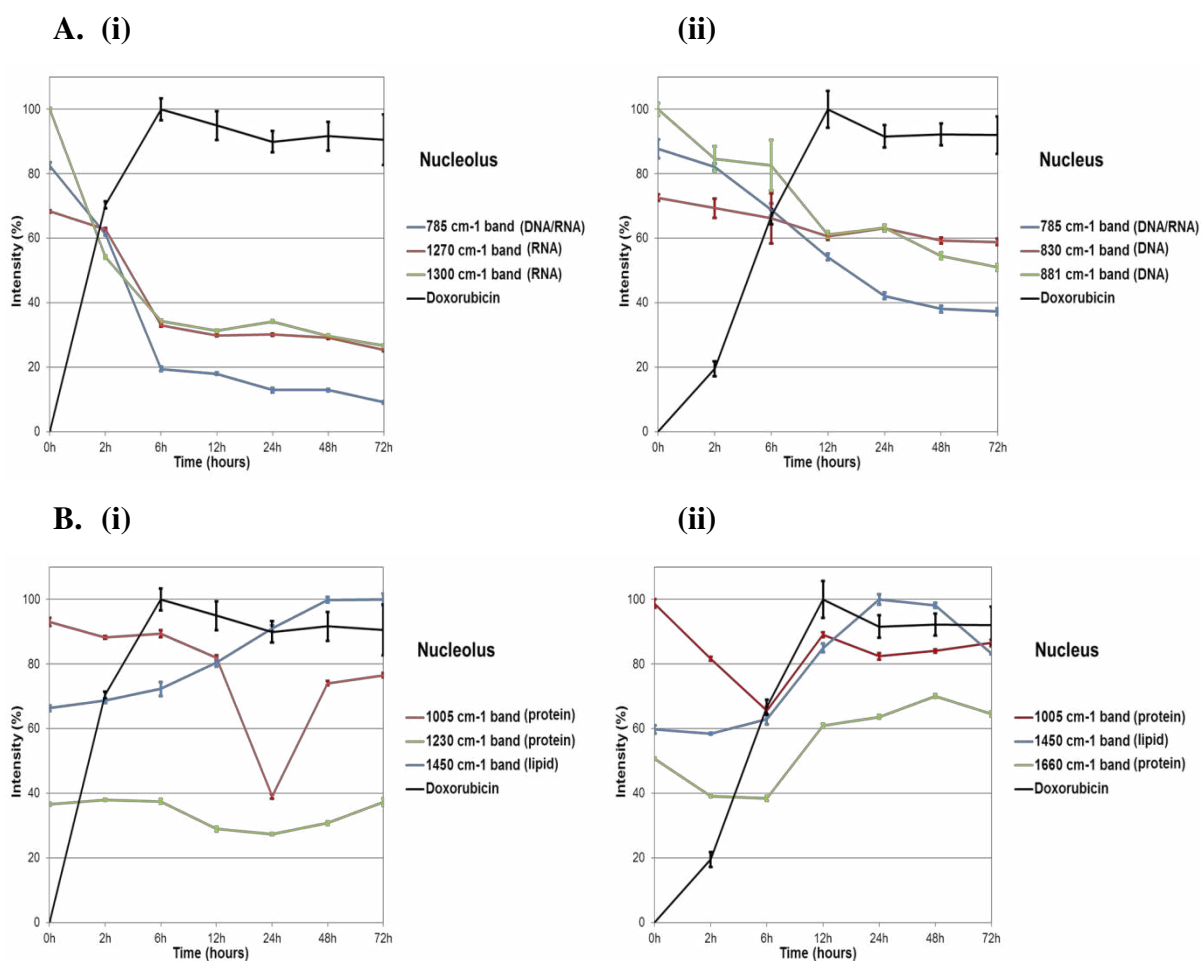 A. (i)
(ii)
100
80
60
40
20
0
Intensity (%)
0h 2h 6h 12h 24h 48h 72h
Time (hours)
Nucleolus
785 cm-1 band (DNA/RNA)
1270 cm-1 band (RNA)
1300 cm-1 band (RNA)
Doxorubicin
100
80
60
40
20
0
Intensity (%)
0h 2h 6h 12h 24h 48h 72h
Time (hours)
Nucleus
785 cm-1 band (DNA/RNA)
830 cm-1 band (DNA)
881 cm-1 band (DNA)
Doxorubicin
B. (i)
(ii)
100
80
60
40
20
0
Intensity (%)
0h 2h 6h 12h 24h 48h 72h
Time (hours)
Nucleolus
1005 cm-1 band (protein)
1230 cm-1 band (protein)
1450 cm-1 band (lipid)
Doxorubicin
100
80
60
40
20
0
Intensity (%)
0h 2h 6h 12h 24h 48h 72h
Time (hours)
Nucleus
1005 cm-1 band (protein)
1450 cm-1 band (lipid)
1660 cm-1 band (protein)
Doxorubicin